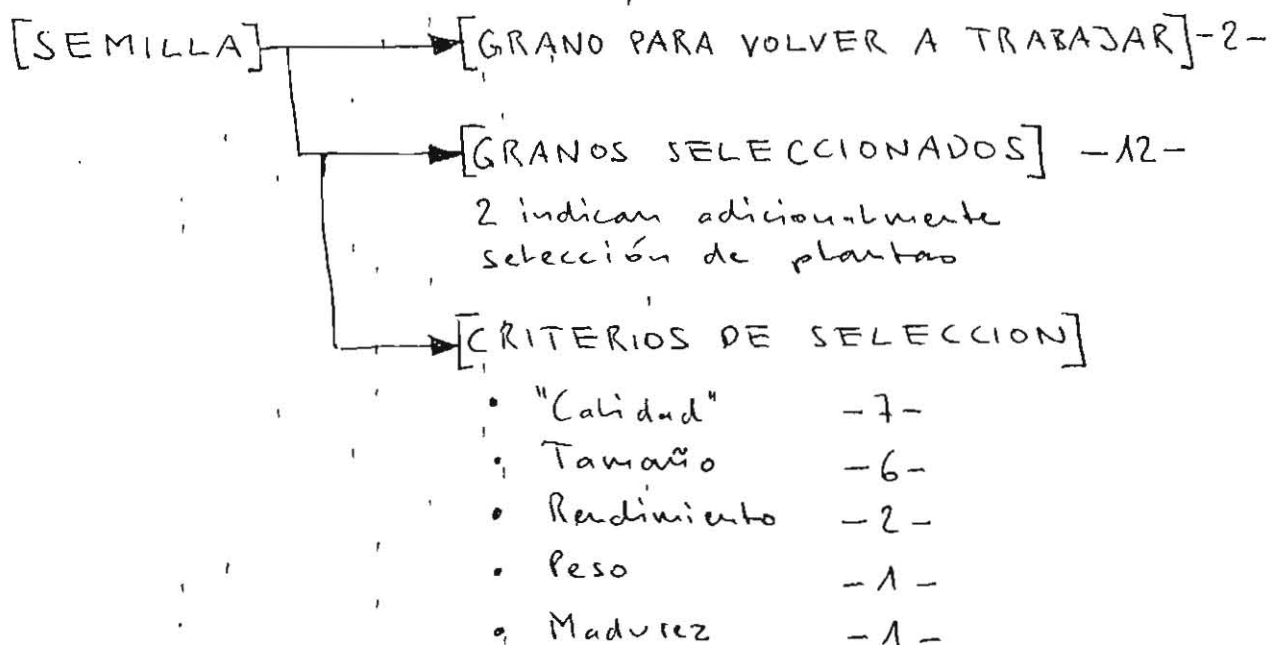 [SEMILLA] [GRANO PARA VOLVER A TRABAJAR] -2-
[GRANOS SELECCIONADOS] -12-
2 indican adicionalmente
selección de plantas
[CRITERIOS DE SELECCION]
• "Calidad" -7-
• Tamaño -6-
• Rendimiento -2-
• Peso -1-
• Madurez -1-